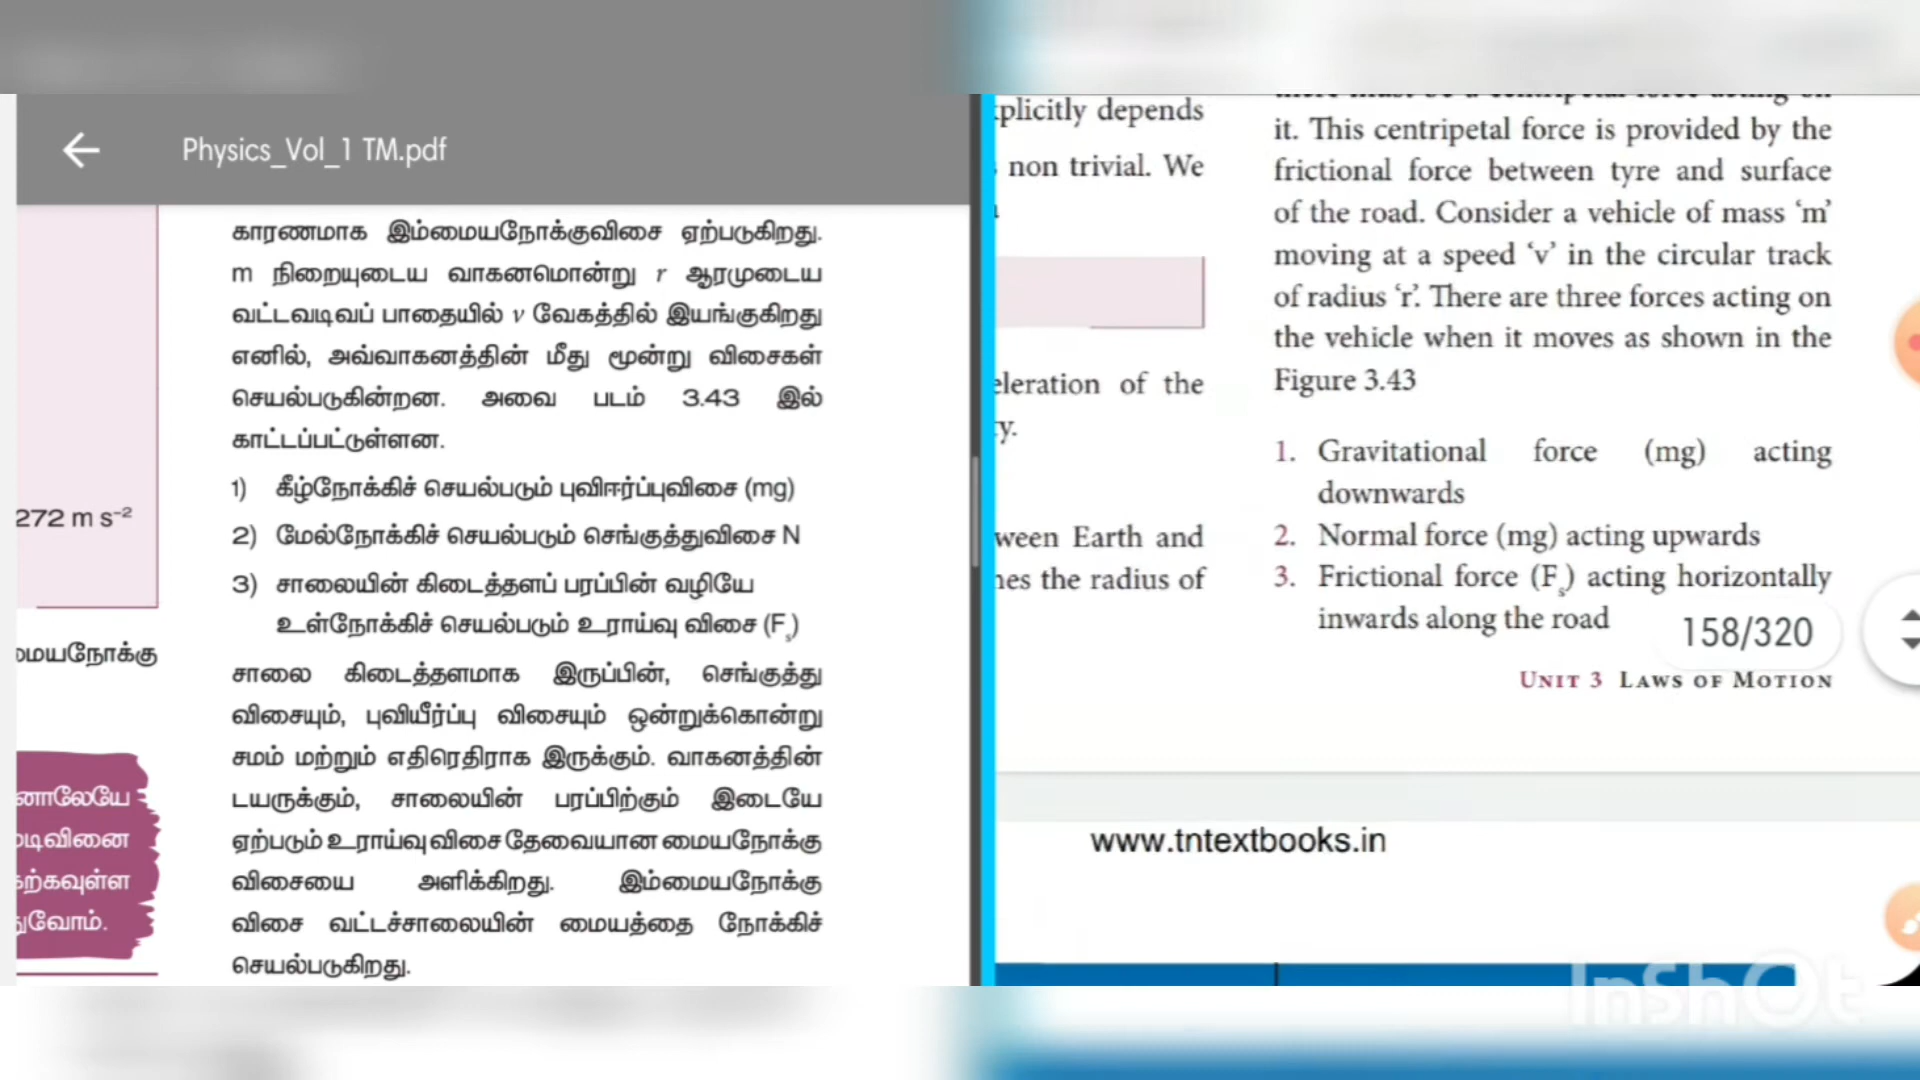 Physics_Vol_1 TM.pdf
272 m s⁻²
காரணமாக இம்மையநோக்குவிசை ஏற்படுகிறது.
m நிறையுடைய வாகனமொன்று r ஆரமுடைய
வட்டவடிவப் பாதையில் v வேகத்தில் இயங்குகிறது
எனில், அவ்வாகனத்தின் மீது மூன்று விசைகள்
செயல்படுகின்றன. அவை படம் 3.43 இல்
காட்டப்பட்டுள்ளன.
1) கீழ்நோக்கிச் செயல்படும் புவிஈர்ப்புவிசை (mg)
2) மேல்நோக்கிச் செயல்படும் செங்குத்துவிசை N
3) சாலையின் கிடைத்தளப் பரப்பின் வழியே
உள்நோக்கிச் செயல்படும் உராய்வு விசை (Fs)
சாலை கிடைத்தளமாக இருப்பின், செங்குத்து
விசையும், புவியீர்ப்பு விசையும் ஒன்றுக்கொன்று
சமம் மற்றும் எதிரெதிராக இருக்கும். வாகனத்தின்
டயருக்கும், சாலையின் பரப்பிற்கும் இடையே
ஏற்படும் உராய்வு விசை தேவையான மையநோக்கு
விசையை அளிக்கிறது. இம்மையநோக்கு
விசை வட்டச்சாலையின் மையத்தை நோக்கிச்
செயல்படுகிறது.
plicitly depends
non trivial. We
eleration of the
ry.
ween Earth and
hes the radius of
there must be a centripetal force acting on
it. This centripetal force is provided by the
frictional force between tyre and surface
of the road. Consider a vehicle of mass ‘m’
moving at a speed ‘v’ in the circular track
of radius ‘r’. There are three forces acting on
the vehicle when it moves as shown in the
Figure 3.43
1. Gravitational force (mg) acting
downwards
2. Normal force (mg) acting upwards
3. Frictional force (Fs) acting horizontally
inwards along the road
158/320
UNIT 3 LAWS OF MOTION
www.tntextbooks.in
InShOt